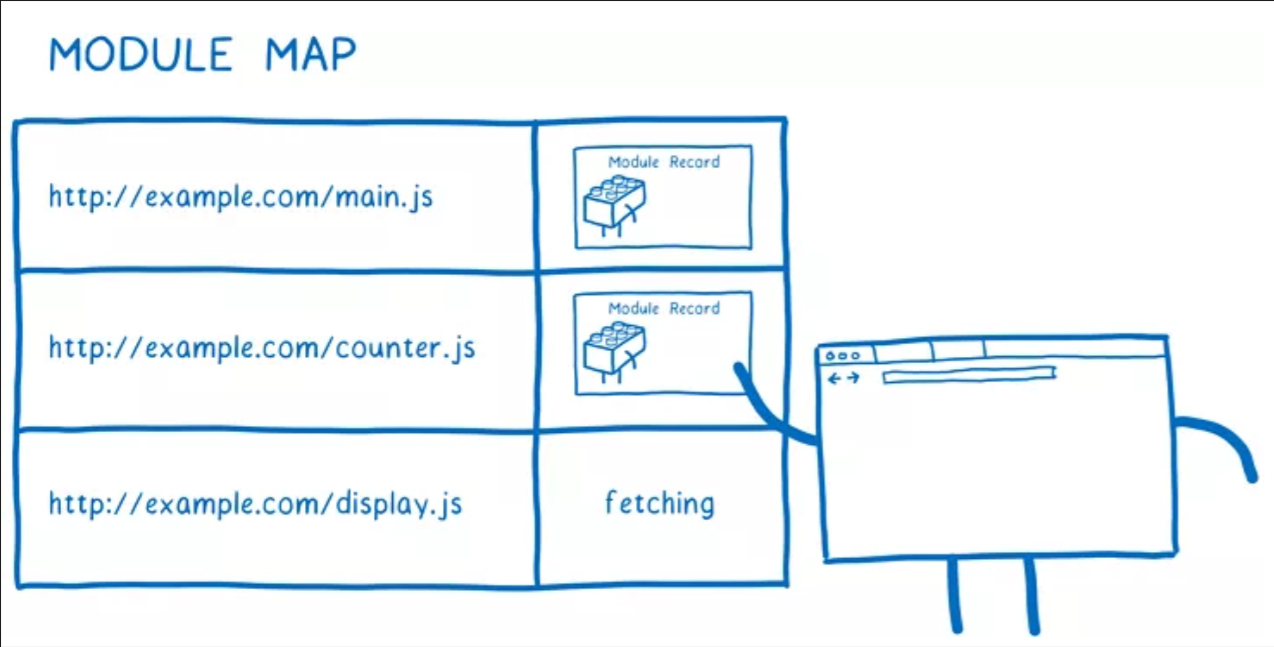 MODULE MAP
http://example.com/main.js
Module Record
http://example.com/counter.js
Module Record
http://example.com/display.js
fetching